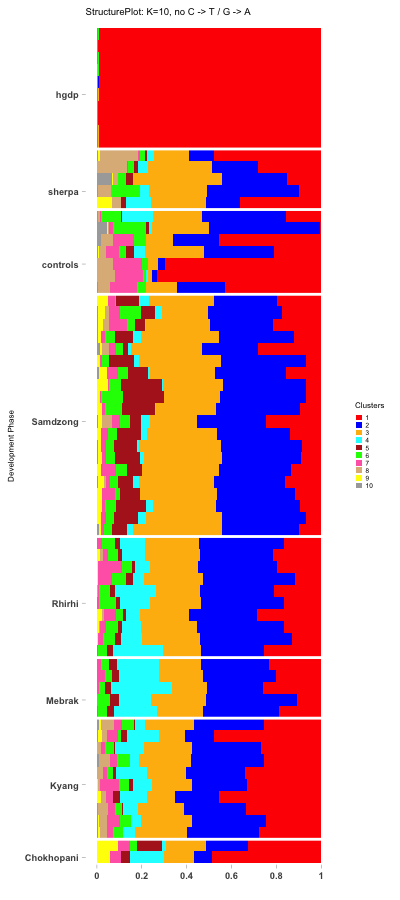 StructurePlot: K=10, no C -> T / G -> A
hgdp
sherpa
controls
Samdzong
Rhirhi
Mebrak
Kyang
Chokhopani
Development Phase
0 0.2 0.4 0.6 0.8 1
Clusters
1
2
3
4
5
6
7
8
9
10